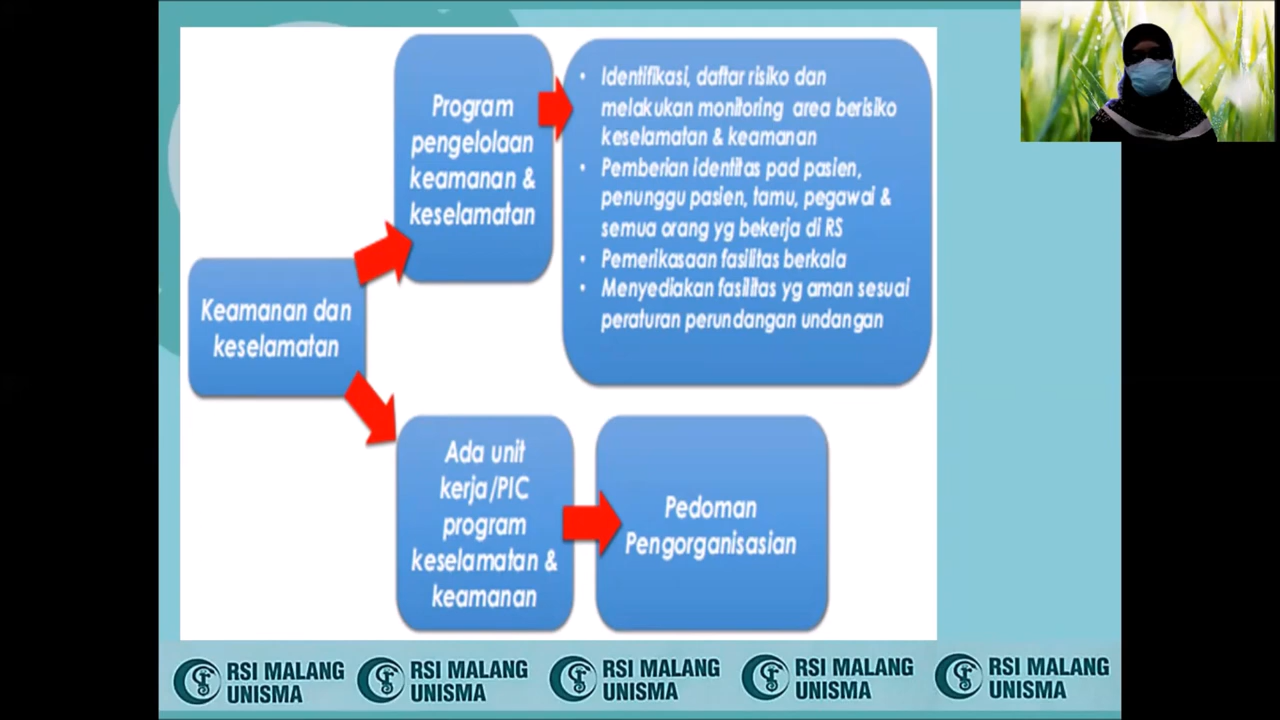 Keamanan dan
keselamatan
Program
pengelolaan
keamanan &
keselamatan
• Identifikasi, daftar risiko dan
melakukan monitoring area berisiko
keselamatan & keamanan
• Pemberian identitas pad pasien,
penunggu pasien, tamu, pegawai &
semua orang yg bekerja di RS
• Pemerikasaan fasilitas berkala
• Menyediakan fasilitas yg aman sesuai
peraturan perundangan undangan
Ada unit
kerja/PIC
program
keselamatan &
keamanan
Pedoman
Pengorganisasian
RSI MALANG
UNISMA
RSI MALANG
UNISMA
RSI MALANG
UNISMA
RSI MALANG
UNISMA
RSI MALANG
UNISMA